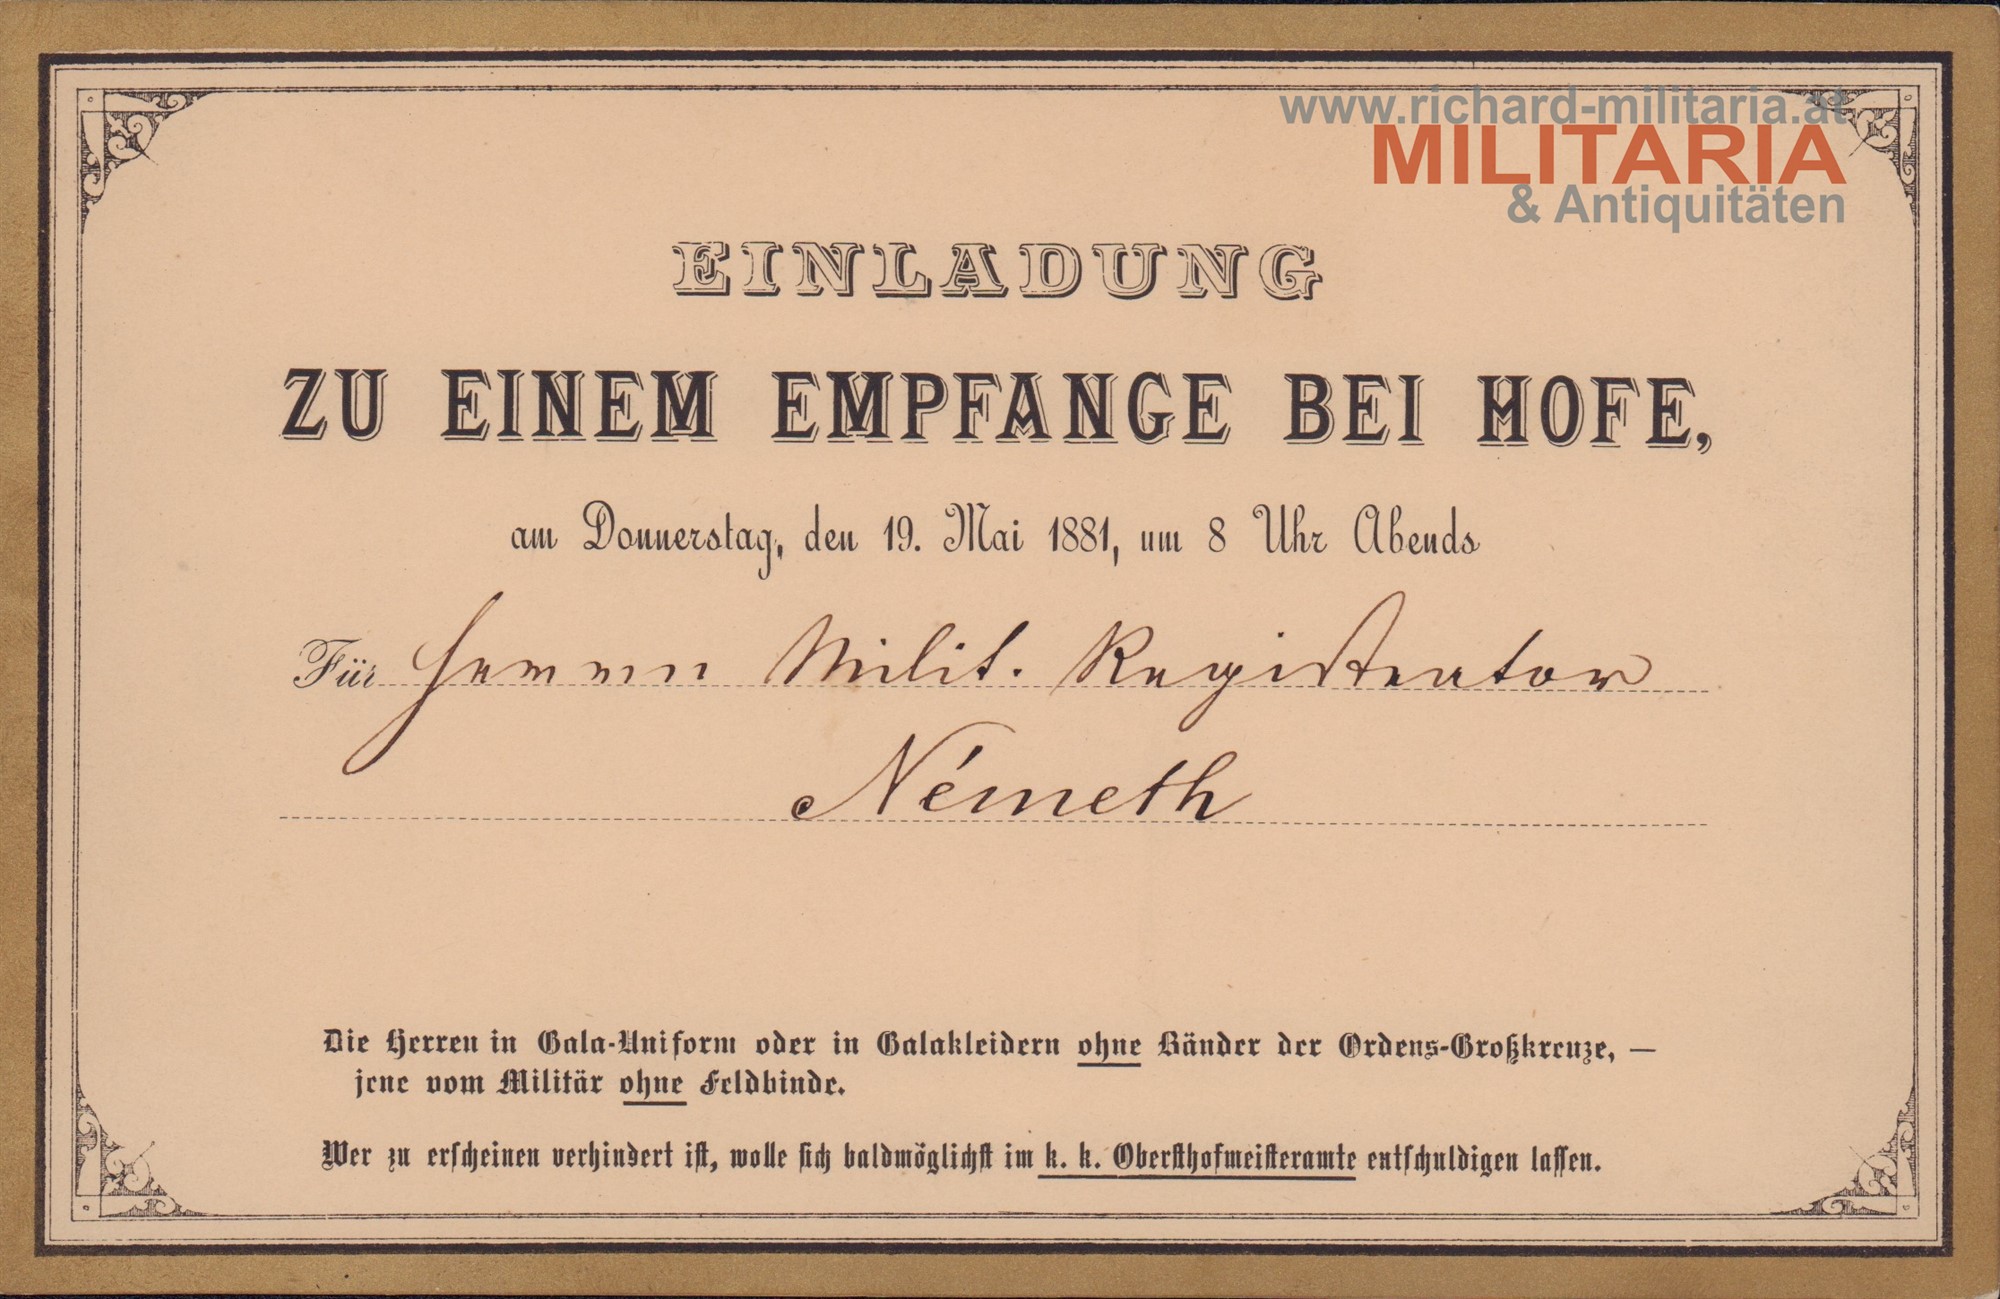 www.richard-militaria.at
MILITARIA
& Antiquitäten
EINLADUNG
ZU EINEM EMPFANGE BEI HOFE,
am Donnerstag, den 19. Mai 1881, um 8 Uhr Abends
Für Herrn Milit. Registrator
Németh
Die Herren in Gala-Uniform oder in Galakleidern ohne Bänder der Ordens-Großkreuze, —
jene vom Militär ohne Feldbinde.
Wer zu erscheinen verhindert ist, wolle sich baldmöglichst im k. k. Obersthofmeisteramte entschuldigen lassen.